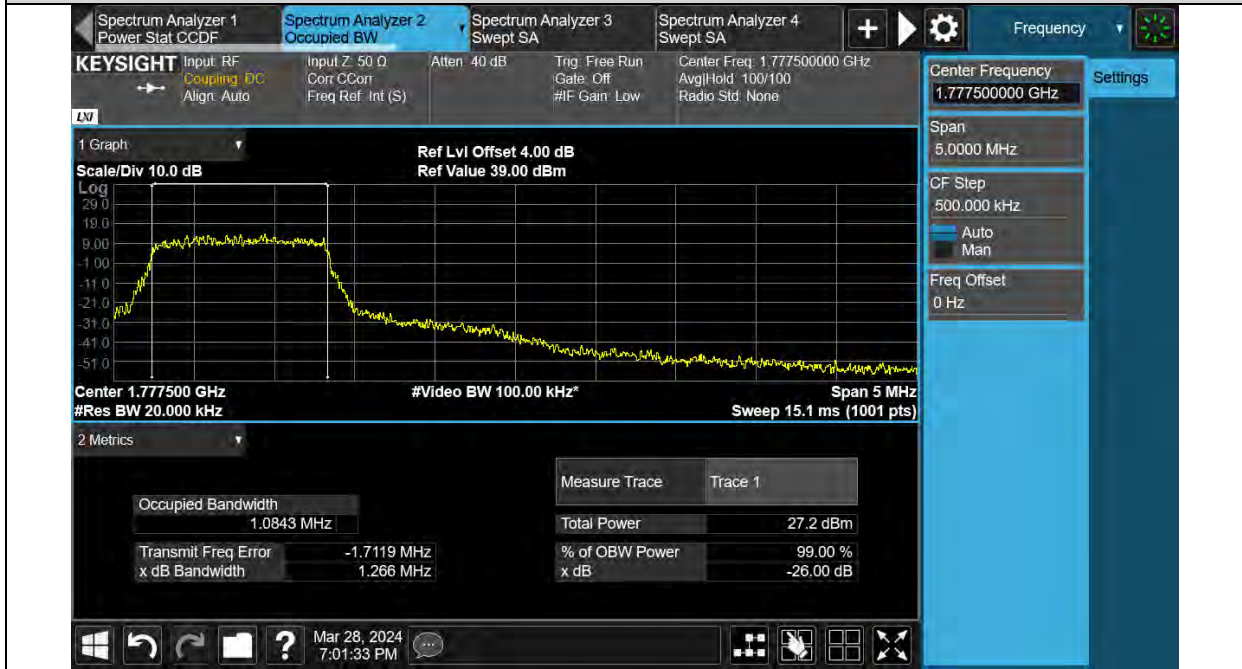 Spectrum Analyzer 1
Power Stat CCDF
Spectrum Analyzer 2
Occupied BW
Spectrum Analyzer 3
Swept SA
Spectrum Analyzer 4
Swept SA
+
Frequency
KEYSIGHT
Input: RF
Coupling: DC
Align: Auto
Input Z: 50 Ω
Corr CCorr
Freq Ref: Int (S)
Atten: 40 dB
Trig: Free Run
Gate: Off
#IF Gain: Low
Center Freq: 1.777500000 GHz
Avg|Hold: 100/100
Radio Std: None
LXI
Center Frequency
1.777500000 GHz
Settings
Span
5.0000 MHz
CF Step
500.000 kHz
Auto
Man
Freq Offset
0 Hz
1 Graph
Scale/Div 10.0 dB
Ref Lvl Offset 4.00 dB
Ref Value 39.00 dBm
Log
29.0
19.0
9.00
-1.00
-11.0
-21.0
-31.0
-41.0
-51.0
Center 1.777500 GHz
#Video BW 100.00 kHz*
Span 5 MHz
#Res BW 20.000 kHz
Sweep 15.1 ms (1001 pts)
2 Metrics
Measure Trace Trace 1
Occupied Bandwidth
1.0843 MHz
Total Power 27.2 dBm
Transmit Freq Error -1.7119 MHz
% of OBW Power 99.00 %
x dB Bandwidth 1.266 MHz
x dB -26.00 dB
?
Mar 28, 2024
7:01:33 PM